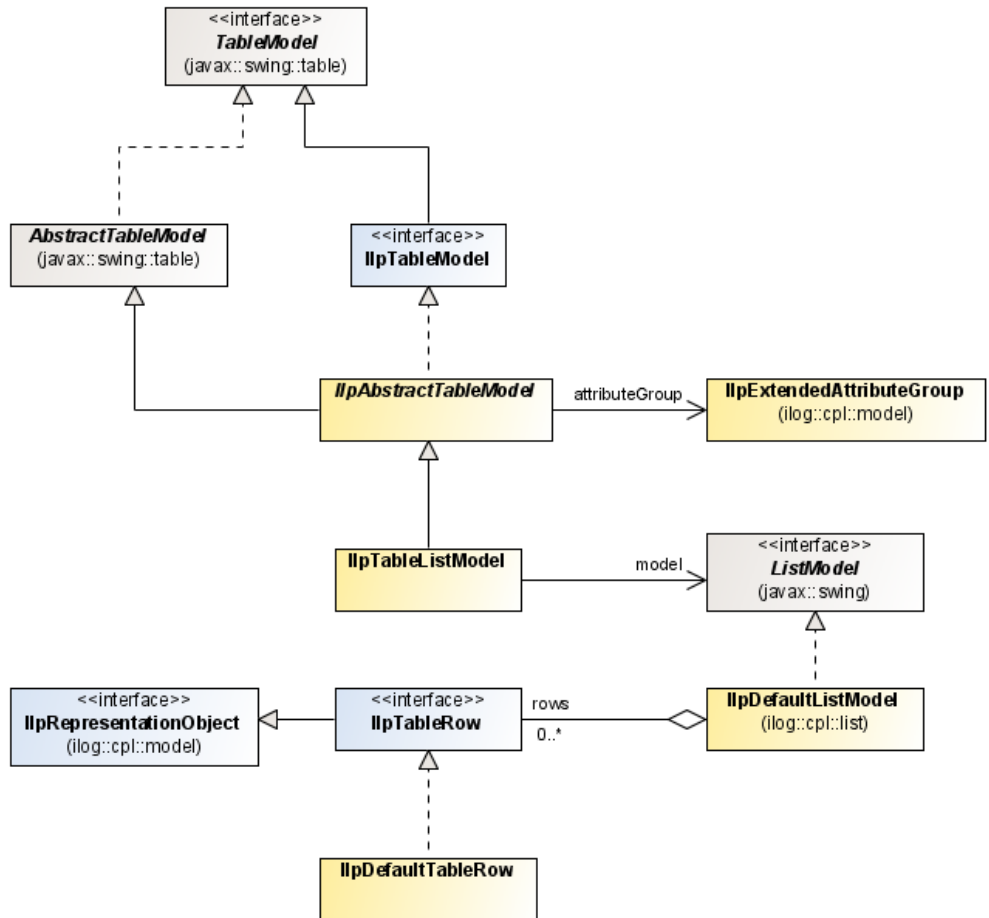 <<interface>>
TableModel
(javax::swing::table)
AbstractTableModel
(javax::swing::table)
<<interface>>
IlpTableModel
IlpAbstractTableModel
attributeGroup
IlpExtendedAttributeGroup
(ilog::cpl::model)
IlpTableListModel
model
<<interface>>
ListModel
(javax::swing)
<<interface>>
IlpRepresentationObject
(ilog::cpl::model)
<<interface>>
IlpTableRow
rows
0..*
IlpDefaultListModel
(ilog::cpl::list)
IlpDefaultTableRow